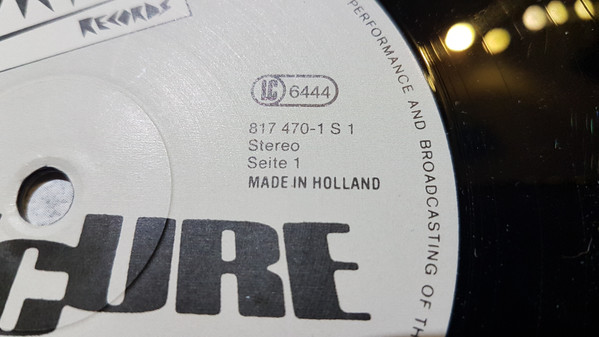 RECORDS
PERFORMANCE AND BROADCASTING OF TH
LC 6444
817 470-1 S 1
Stereo
Seite 1
MADE IN HOLLAND
CURE